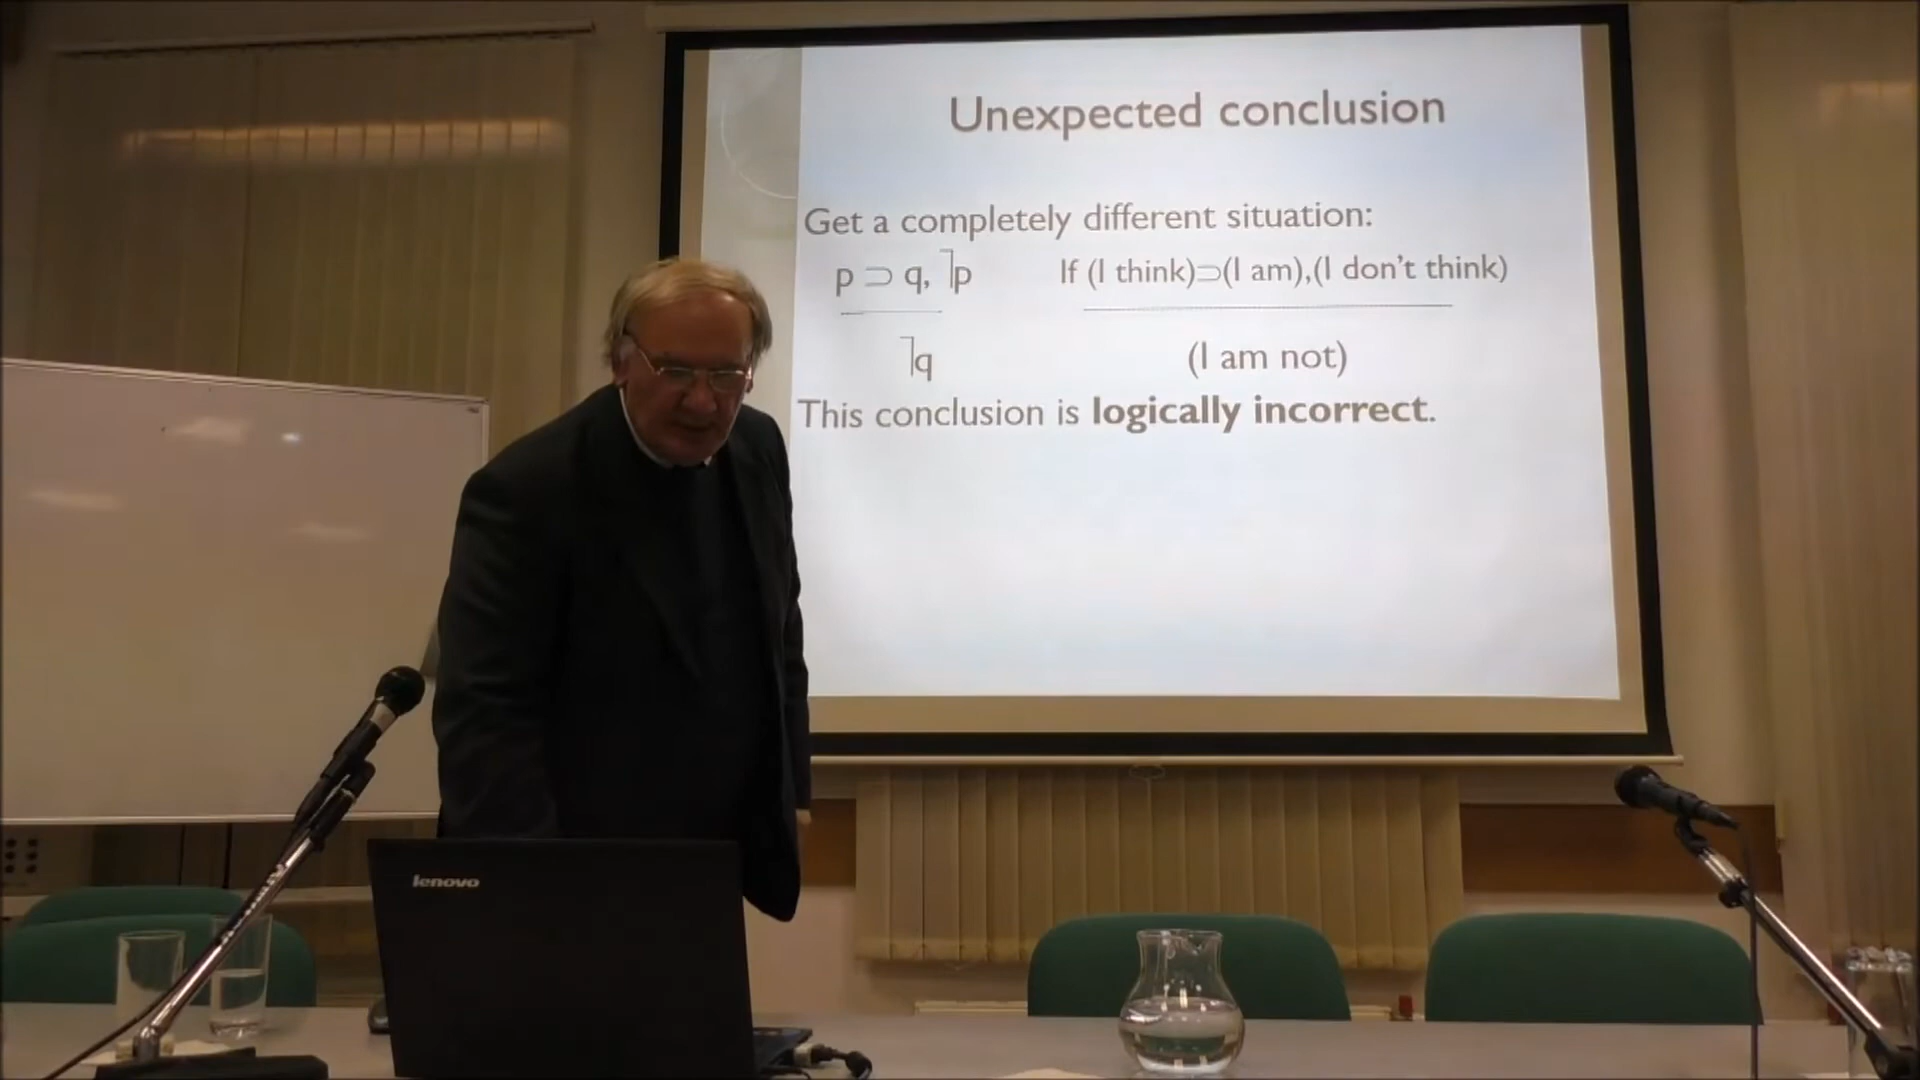 Unexpected conclusion
Get a completely different situation:
p ⊃ q, ⌉p If (I think)⊃(I am),(I don't think)
⌉q (I am not)
This conclusion is logically incorrect.
lenovo